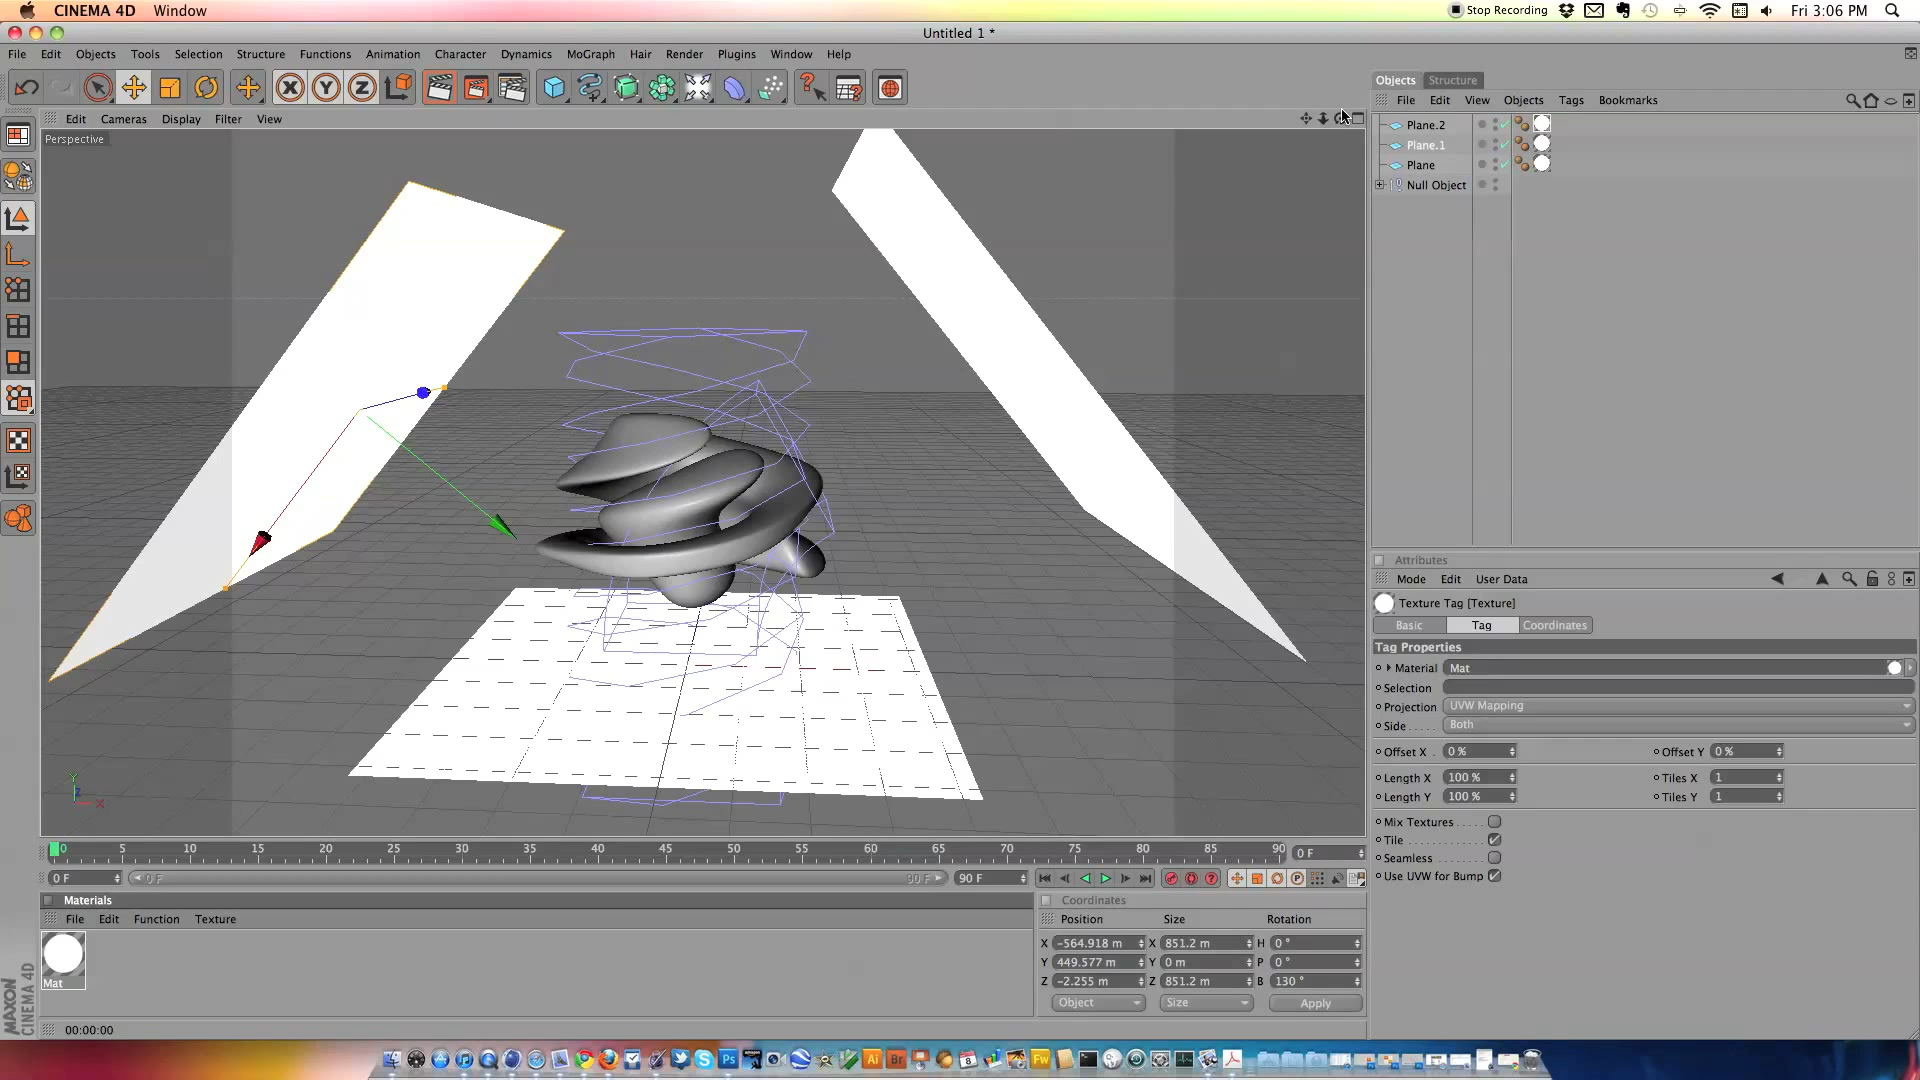 CINEMA 4D Window
Stop Recording
Fri 3:06 PM
Untitled 1 *
File Edit Objects Tools Selection Structure Functions Animation Character Dynamics MoGraph Hair Render Plugins Window Help
X Y Z
Edit Cameras Display Filter View
Perspective
Objects Structure
File Edit View Objects Tags Bookmarks
Plane.2
Plane.1
Plane
Null Object
Attributes
Mode Edit User Data
Texture Tag [Texture]
Basic Tag Coordinates
Tag Properties
Material Mat
Selection
Projection UVW Mapping
Side Both
Offset X 0 % Offset Y 0 %
Length X 100 % Tiles X 1
Length Y 100 % Tiles Y 1
Mix Textures
Tile
Seamless
Use UVW for Bump
Y
Z
X
0 5 10 15 20 25 30 35 40 45 50 55 60 65 70 75 80 85 90 0 F
0 F 0 F 90 F 90 F
Materials
File Edit Function Texture
Mat
Coordinates
Position Size Rotation
X -564.918 m X 851.2 m H 0 °
Y 449.577 m Y 0 m P 0 °
Z -2.255 m Z 851.2 m B 130 °
Object Size Apply
00:00:00
MAXON
CINEMA 4D
Ps Ai Br 8 Fw